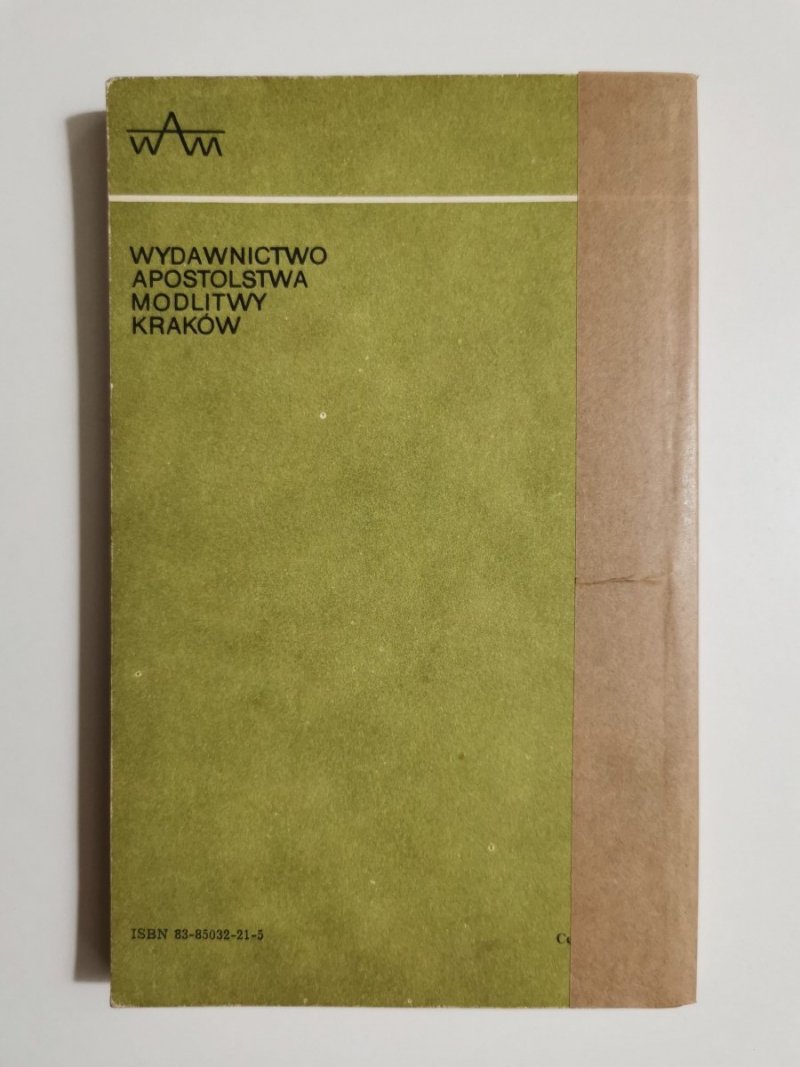 WAM
WYDAWNICTWO
APOSTOLSTWA
MODLITWY
KRAKÓW
ISBN 83-85032-21-5